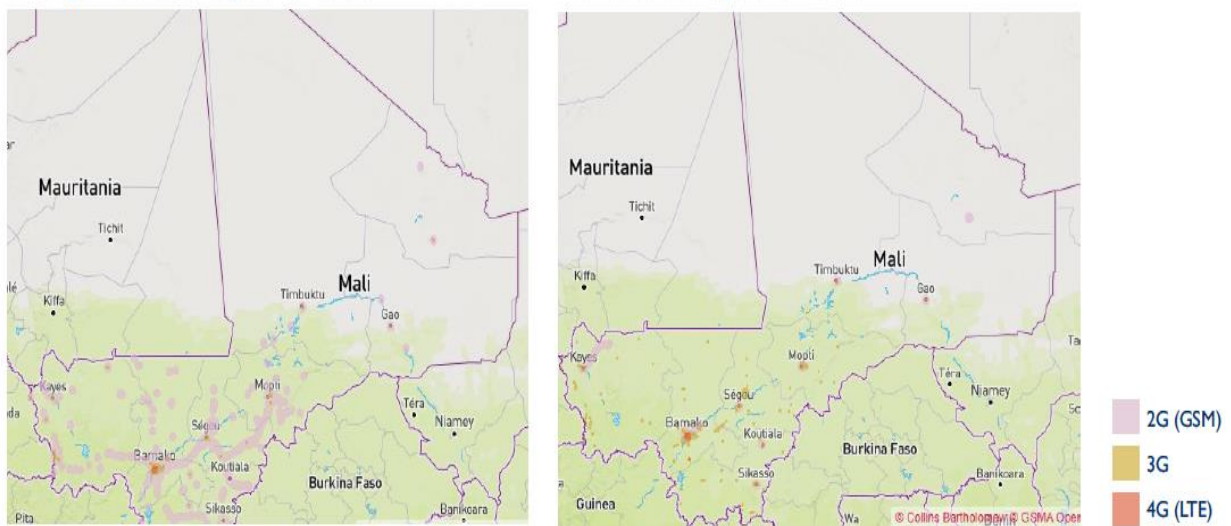 Mauritania
Tichit
Kiffa
Mali
Timbuktu
Gao
Kayes
Mopti
Ségou
Téra
Niamey
Bamako
Koutiala
Burkina Faso
Sikasso
Pita
Banikoara
Mauritania
Tichit
Kiffa
Mali
Timbuktu
Gao
Kayes
Mopti
Ségou
Téra
Niamey
Bamako
Koutiala
Burkina Faso
Sikasso
Banikoara
Guinea
Wa
© Collins Bartholomew © GSMA
2G (GSM)
3G
4G (LTE)